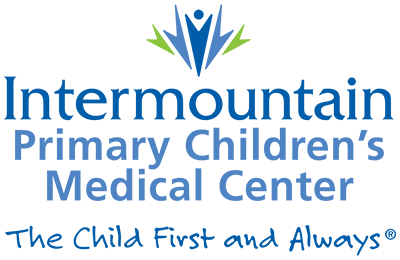 Intermountain
Primary Children's
Medical Center
The Child First and Always®